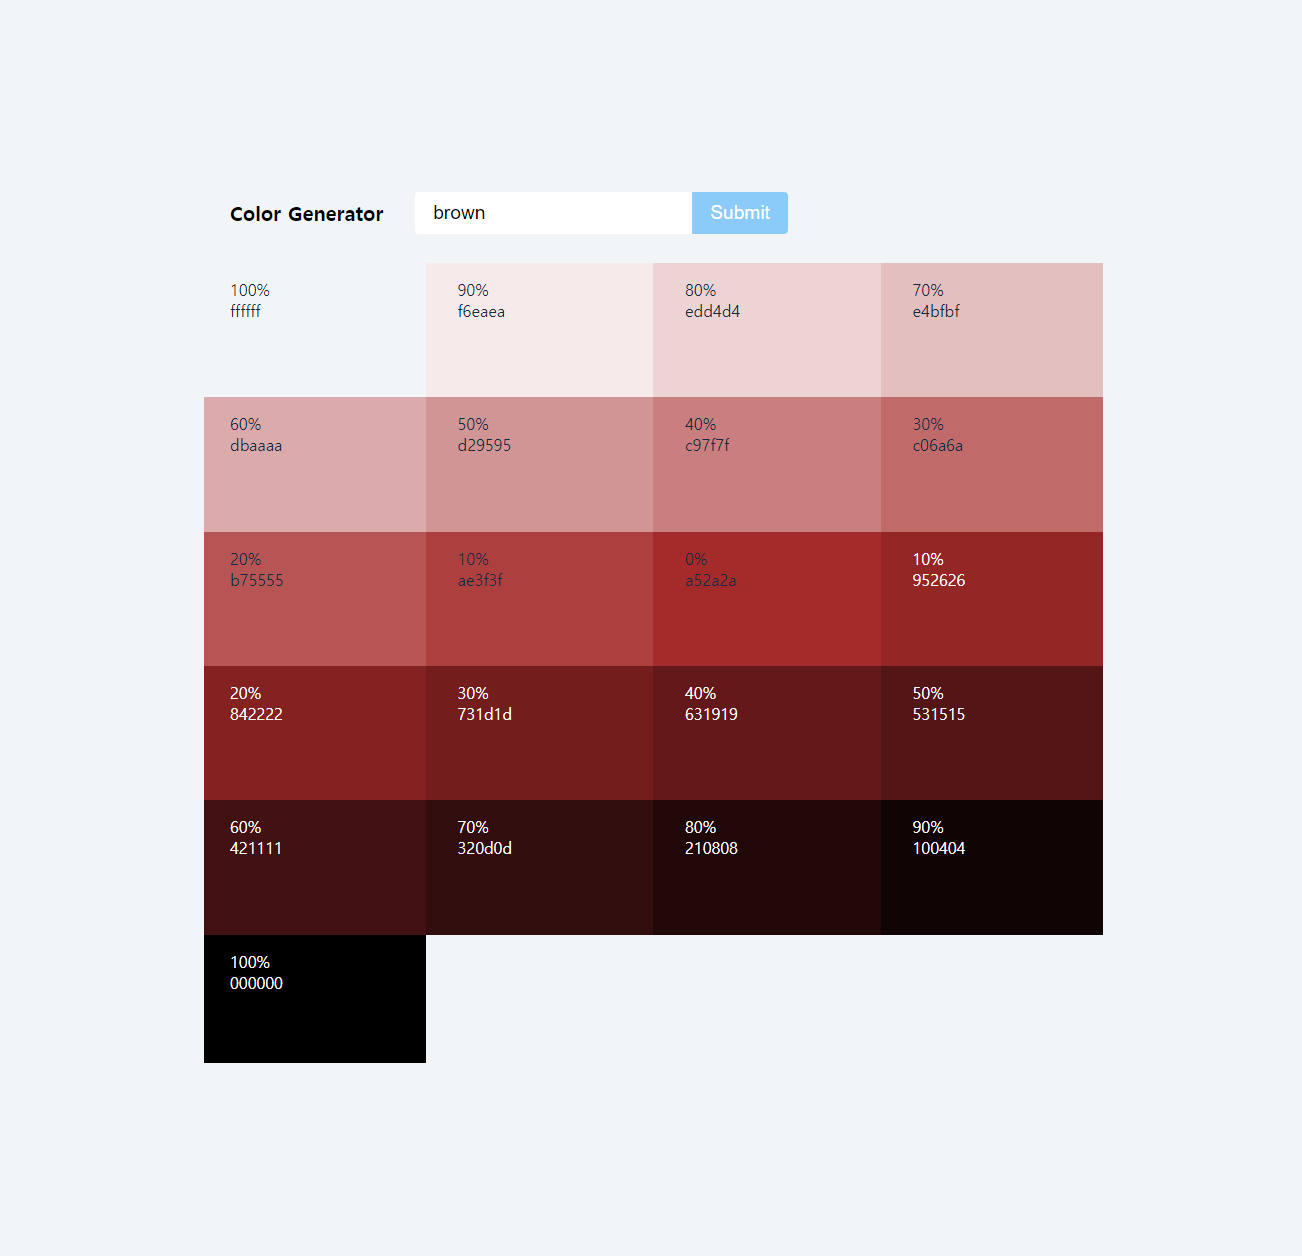 Color Generator
brown
Submit
100%
ffffff
90%
f6eaea
80%
edd4d4
70%
e4bfbf
60%
dbaaaa
50%
d29595
40%
c97f7f
30%
c06a6a
20%
b75555
10%
ae3f3f
0%
a52a2a
10%
952626
20%
842222
30%
731d1d
40%
631919
50%
531515
60%
421111
70%
320d0d
80%
210808
90%
100404
100%
000000